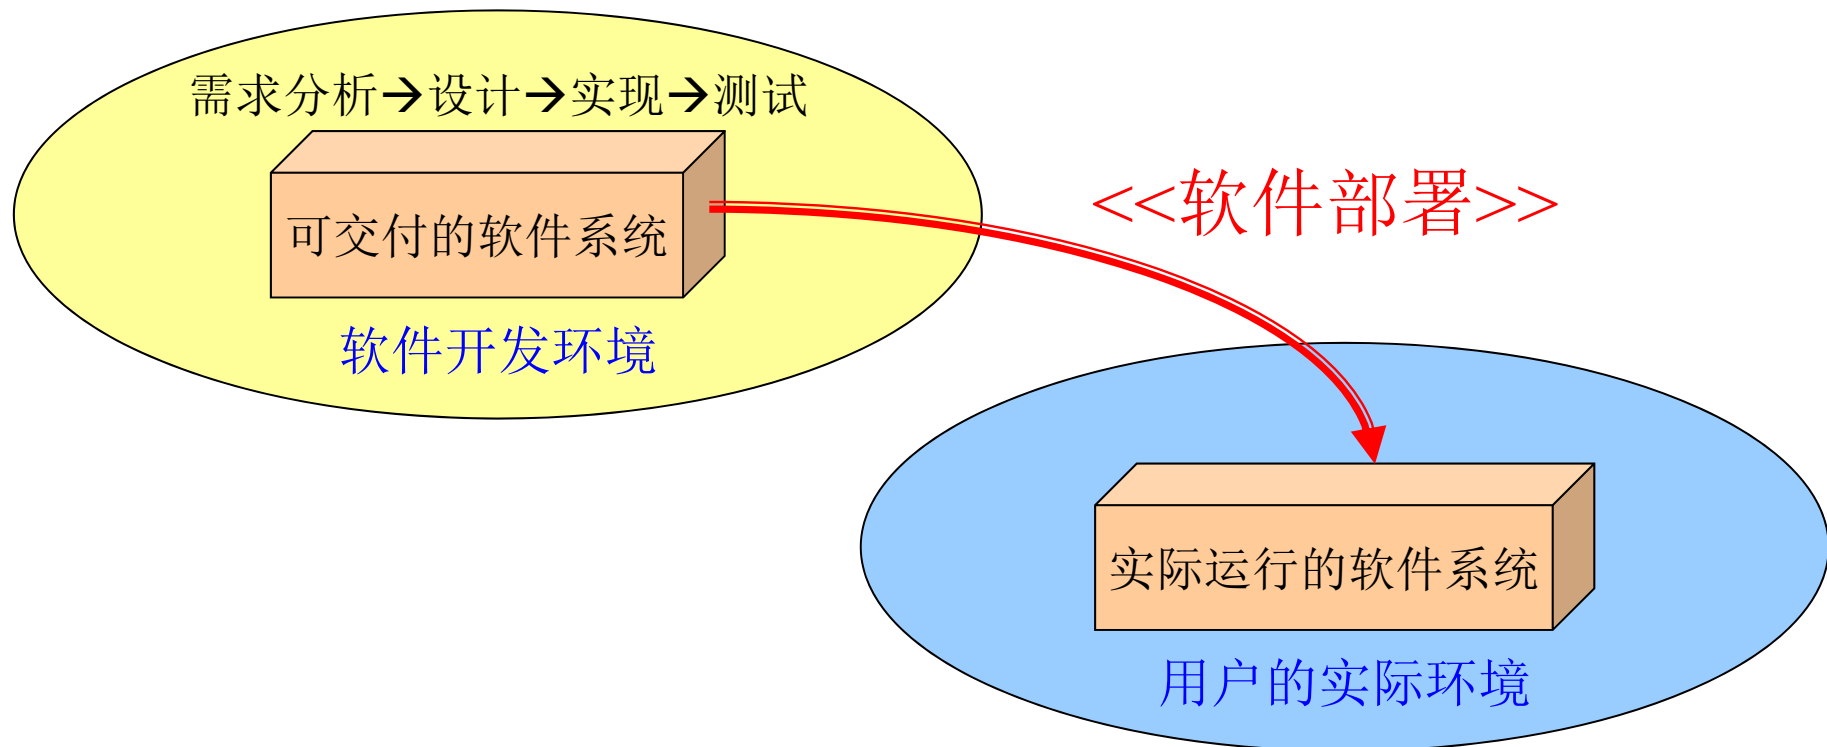 需求分析→设计→实现→测试
可交付的软件系统
软件开发环境
<<软件部署>>
实际运行的软件系统
用户的实际环境